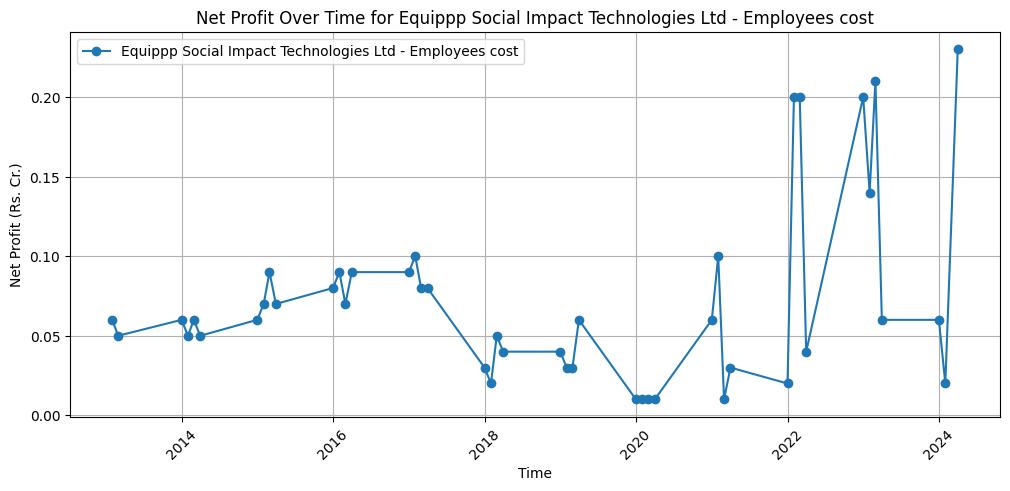 Net Profit Over Time for Equippp Social Impact Technologies Ltd - Employees cost
Equippp Social Impact Technologies Ltd - Employees cost
Net Profit (Rs. Cr.)
0.20
0.15
0.10
0.05
0.00
2014
2016
2018
2020
2022
2024
Time